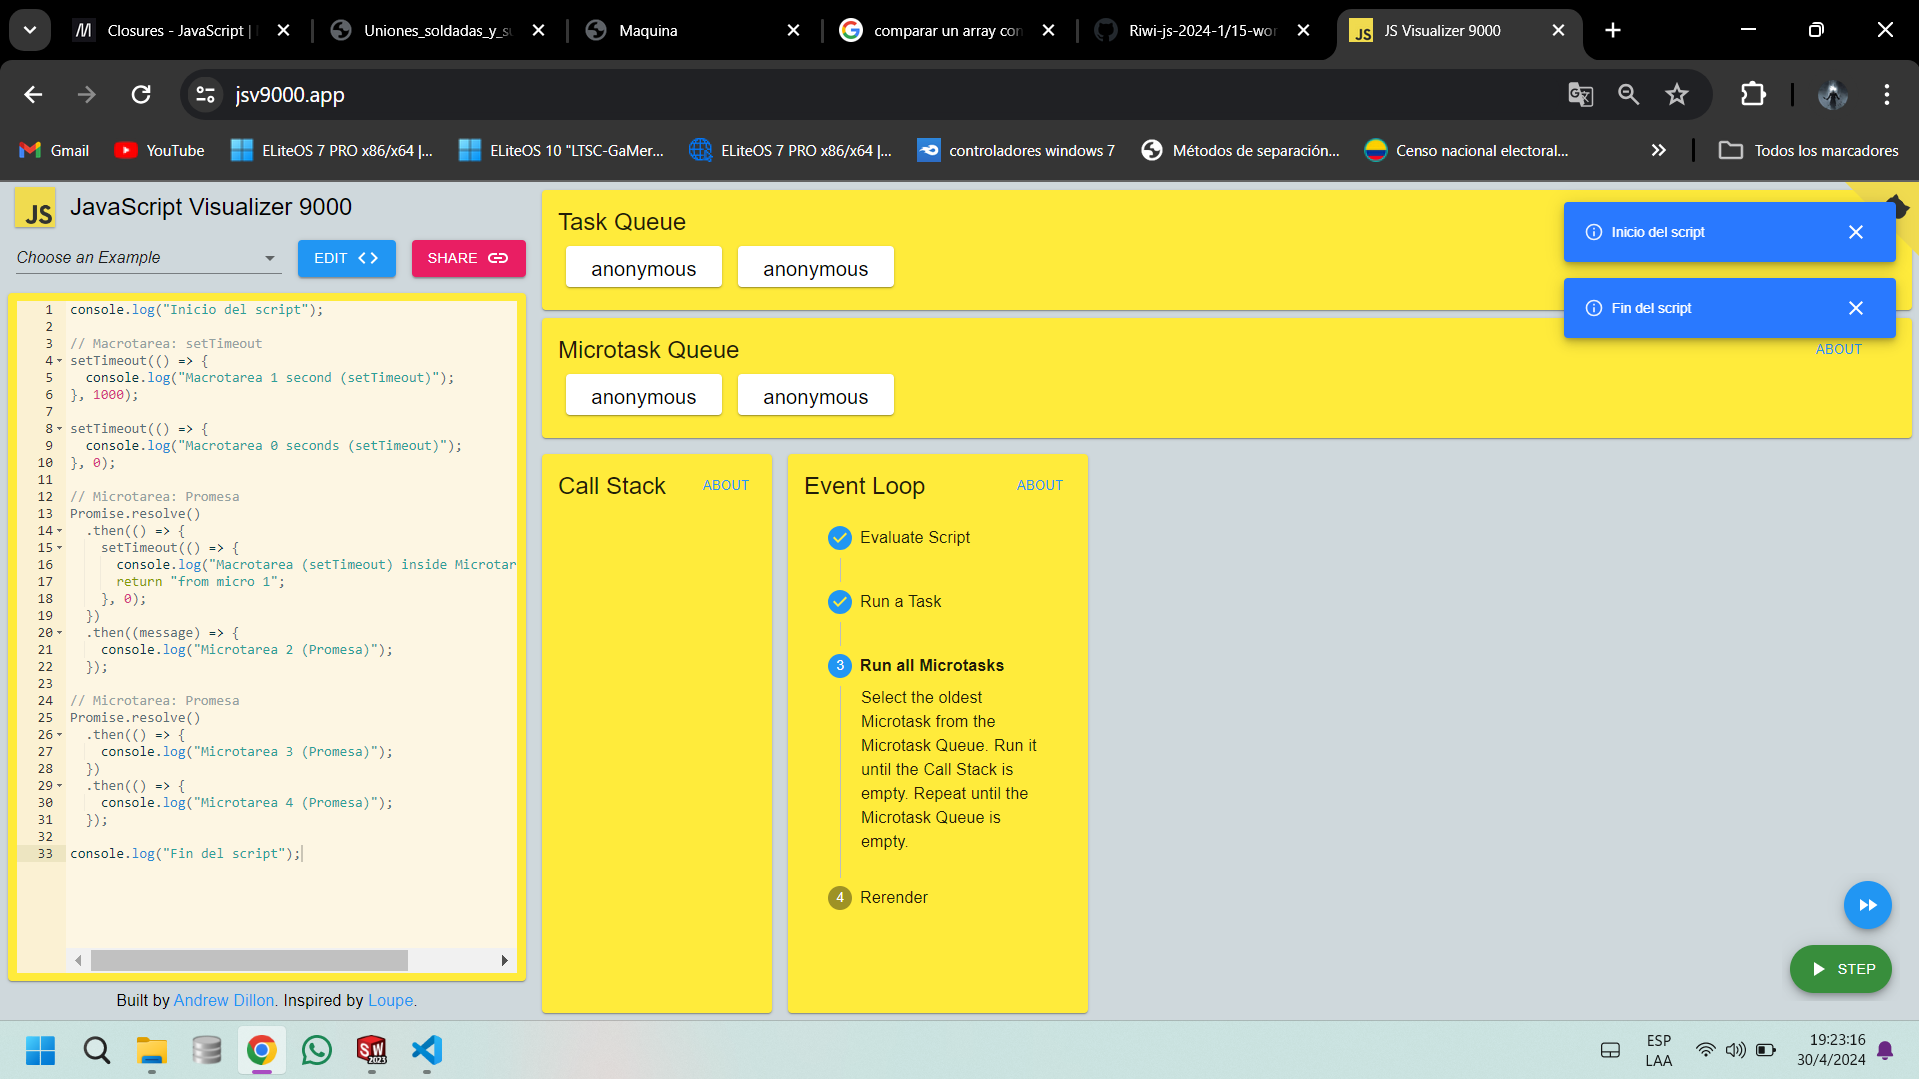 Closures - JavaScript |
Uniones_soldadas_y_su
Maquina
comparar un array con
Riwi-js-2024-1/15-wor
JS Visualizer 9000
jsv9000.app
Gmail
YouTube
ELiteOS 7 PRO x86/x64 |...
ELiteOS 10 "LTSC-GaMer...
ELiteOS 7 PRO x86/x64 |...
controladores windows 7
Métodos de separación...
Censo nacional electoral...
Todos los marcadores
JS
JavaScript Visualizer 9000
Choose an Example
EDIT
SHARE
1 console.log("Inicio del script");
2
3 // Macrotarea: setTimeout
4 setTimeout(() => {
5 console.log("Macrotarea 1 second (setTimeout)");
6 }, 1000);
7
8 setTimeout(() => {
9 console.log("Macrotarea 0 seconds (setTimeout)");
10 }, 0);
11
12 // Microtarea: Promesa
13 Promise.resolve()
14 .then(() => {
15 setTimeout(() => {
16 console.log("Macrotarea (setTimeout) inside Microtar
17 return "from micro 1";
18 }, 0);
19 })
20 .then((message) => {
21 console.log("Microtarea 2 (Promesa)");
22 });
23
24 // Microtarea: Promesa
25 Promise.resolve()
26 .then(() => {
27 console.log("Microtarea 3 (Promesa)");
28 })
29 .then(() => {
30 console.log("Microtarea 4 (Promesa)");
31 });
32
33 console.log("Fin del script");
Built by Andrew Dillon. Inspired by Loupe.
Task Queue
anonymous
anonymous
Inicio del script
Fin del script
Microtask Queue
ABOUT
anonymous
anonymous
Call Stack
ABOUT
Event Loop
ABOUT
Evaluate Script
Run a Task
3 Run all Microtasks
Select the oldest
Microtask from the
Microtask Queue. Run it
until the Call Stack is
empty. Repeat until the
Microtask Queue is
empty.
4 Rerender
STEP
SW
2023
ESP
LAA
19:23:16
30/4/2024